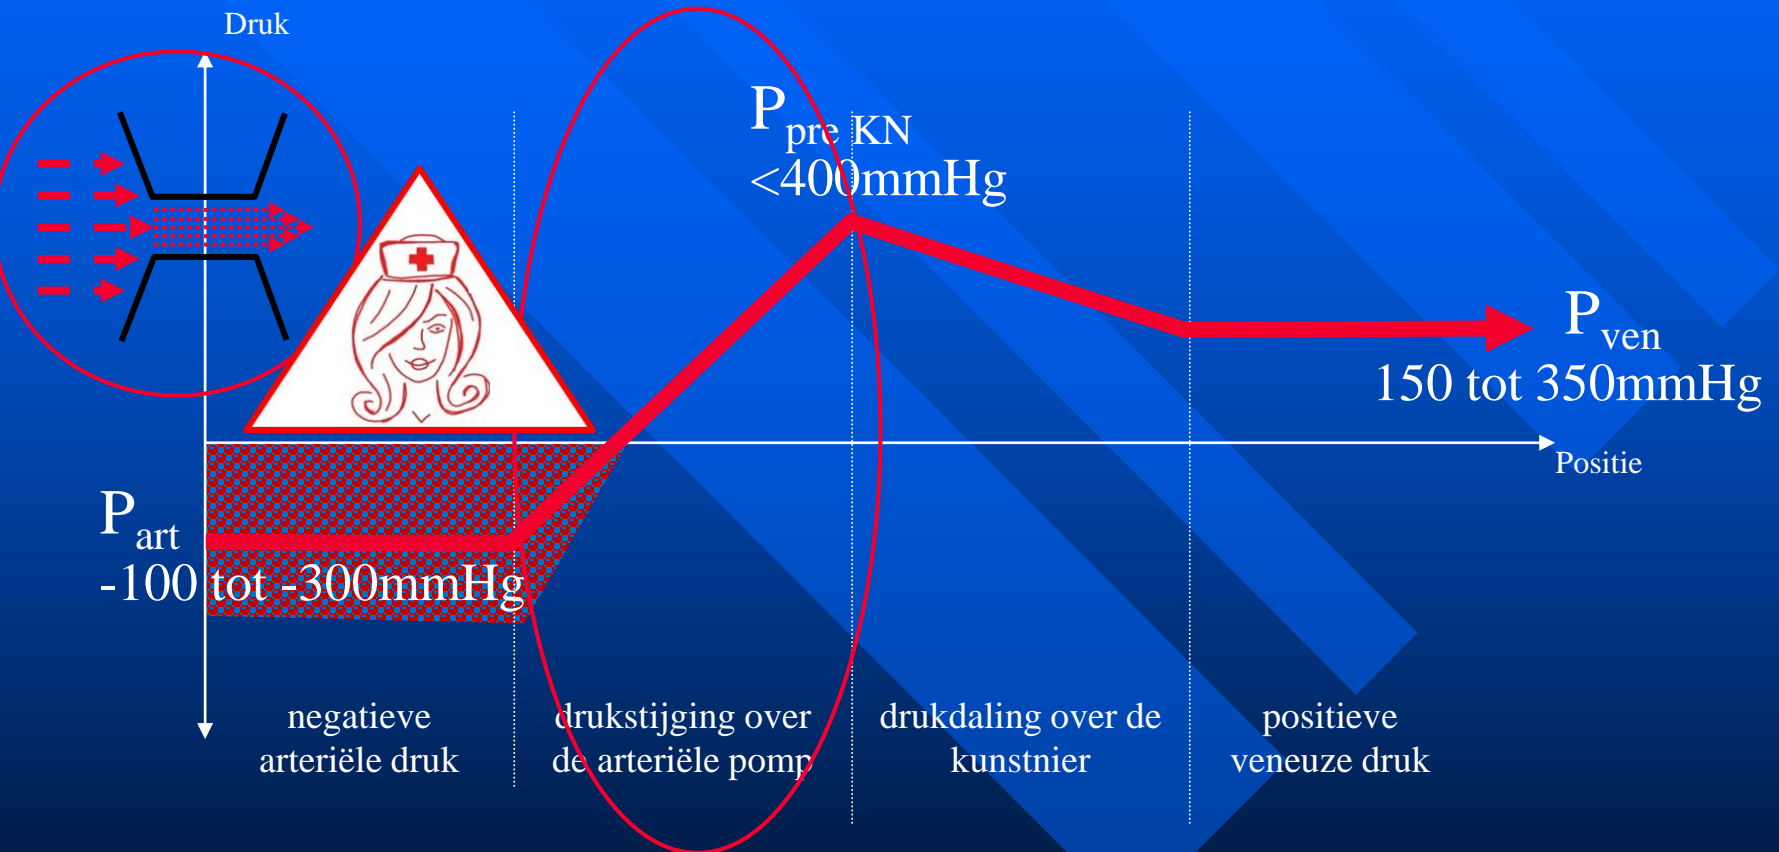 Druk
P pre KN
<400mmHg
P ven
150 tot 350mmHg
Positie
P art
-100 tot -300mmHg
negatieve
arteriële druk
drukstijging over
de arteriële pomp
drukdaling over de
kunstnier
positieve
veneuze druk